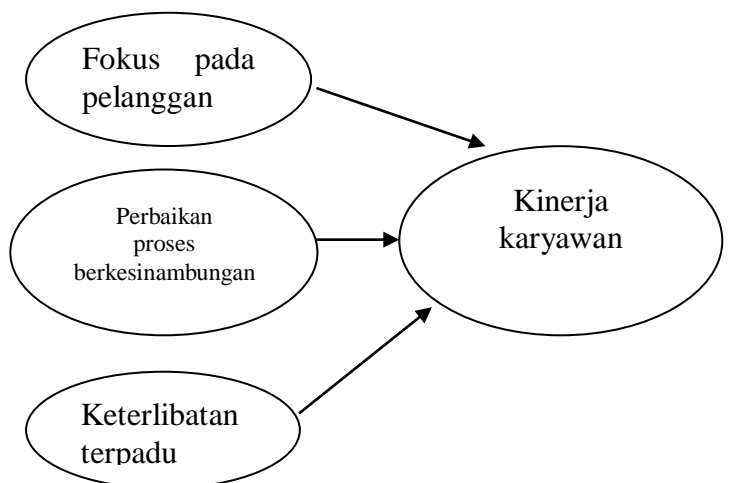 Fokus pada
pelanggan
Perbaikan
proses
berkesinambungan
Kinerja
karyawan
Keterlibatan
terpadu